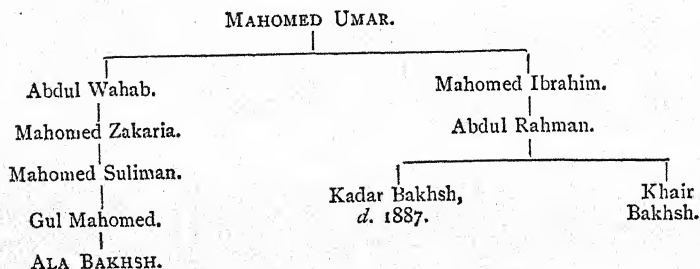 MAHOMED UMAR.
Abdul Wahab.
Mahomed Ibrahim.
Mahomed Zakaria.
Abdul Rahman.
Mahomed Suliman.
Kadar Bakhsh,
d. 1887.
Khair
Bakhsh.
Gul Mahomed.
ALA BAKHSH.